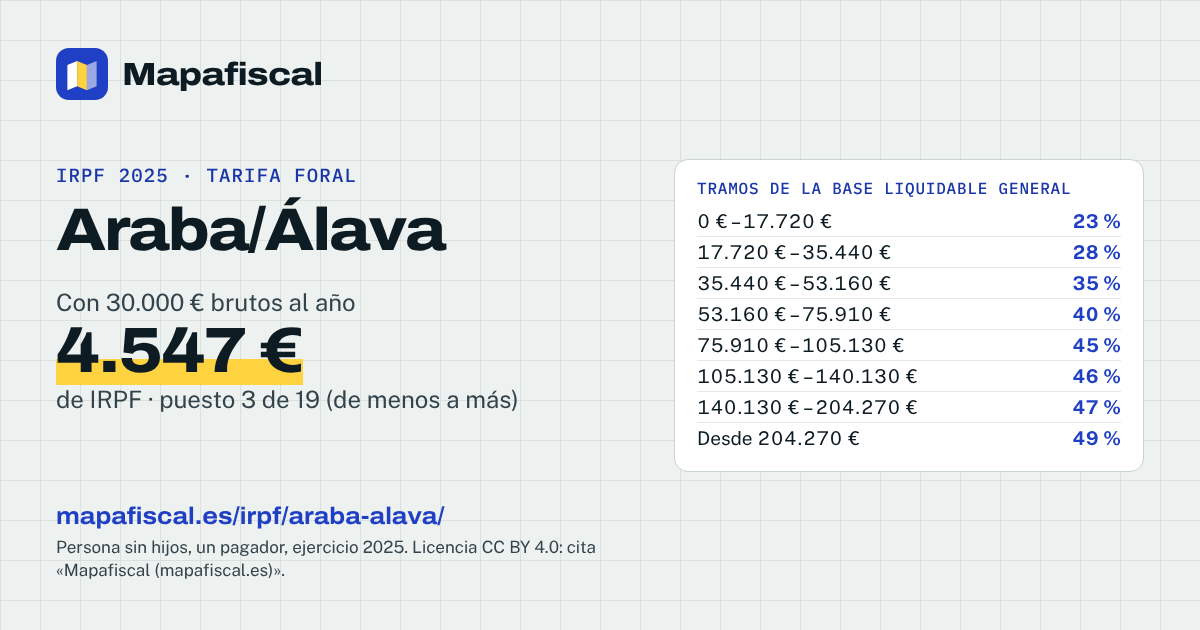 Mapafiscal
IRPF 2025 · TARIFA FORAL
Araba/Álava
Con 30.000 € brutos al año
4.547 €
de IRPF · puesto 3 de 19 (de menos a más)
TRAMOS DE LA BASE LIQUIDABLE GENERAL
0 €–17.720 € 23 %
17.720 €–35.440 € 28 %
35.440 €–53.160 € 35 %
53.160 €–75.910 € 40 %
75.910 €–105.130 € 45 %
105.130 €–140.130 € 46 %
140.130 €–204.270 € 47 %
Desde 204.270 € 49 %
mapafiscal.es/irpf/araba-alava/
Persona sin hijos, un pagador, ejercicio 2025. Licencia CC BY 4.0: cita
«Mapafiscal (mapafiscal.es)».